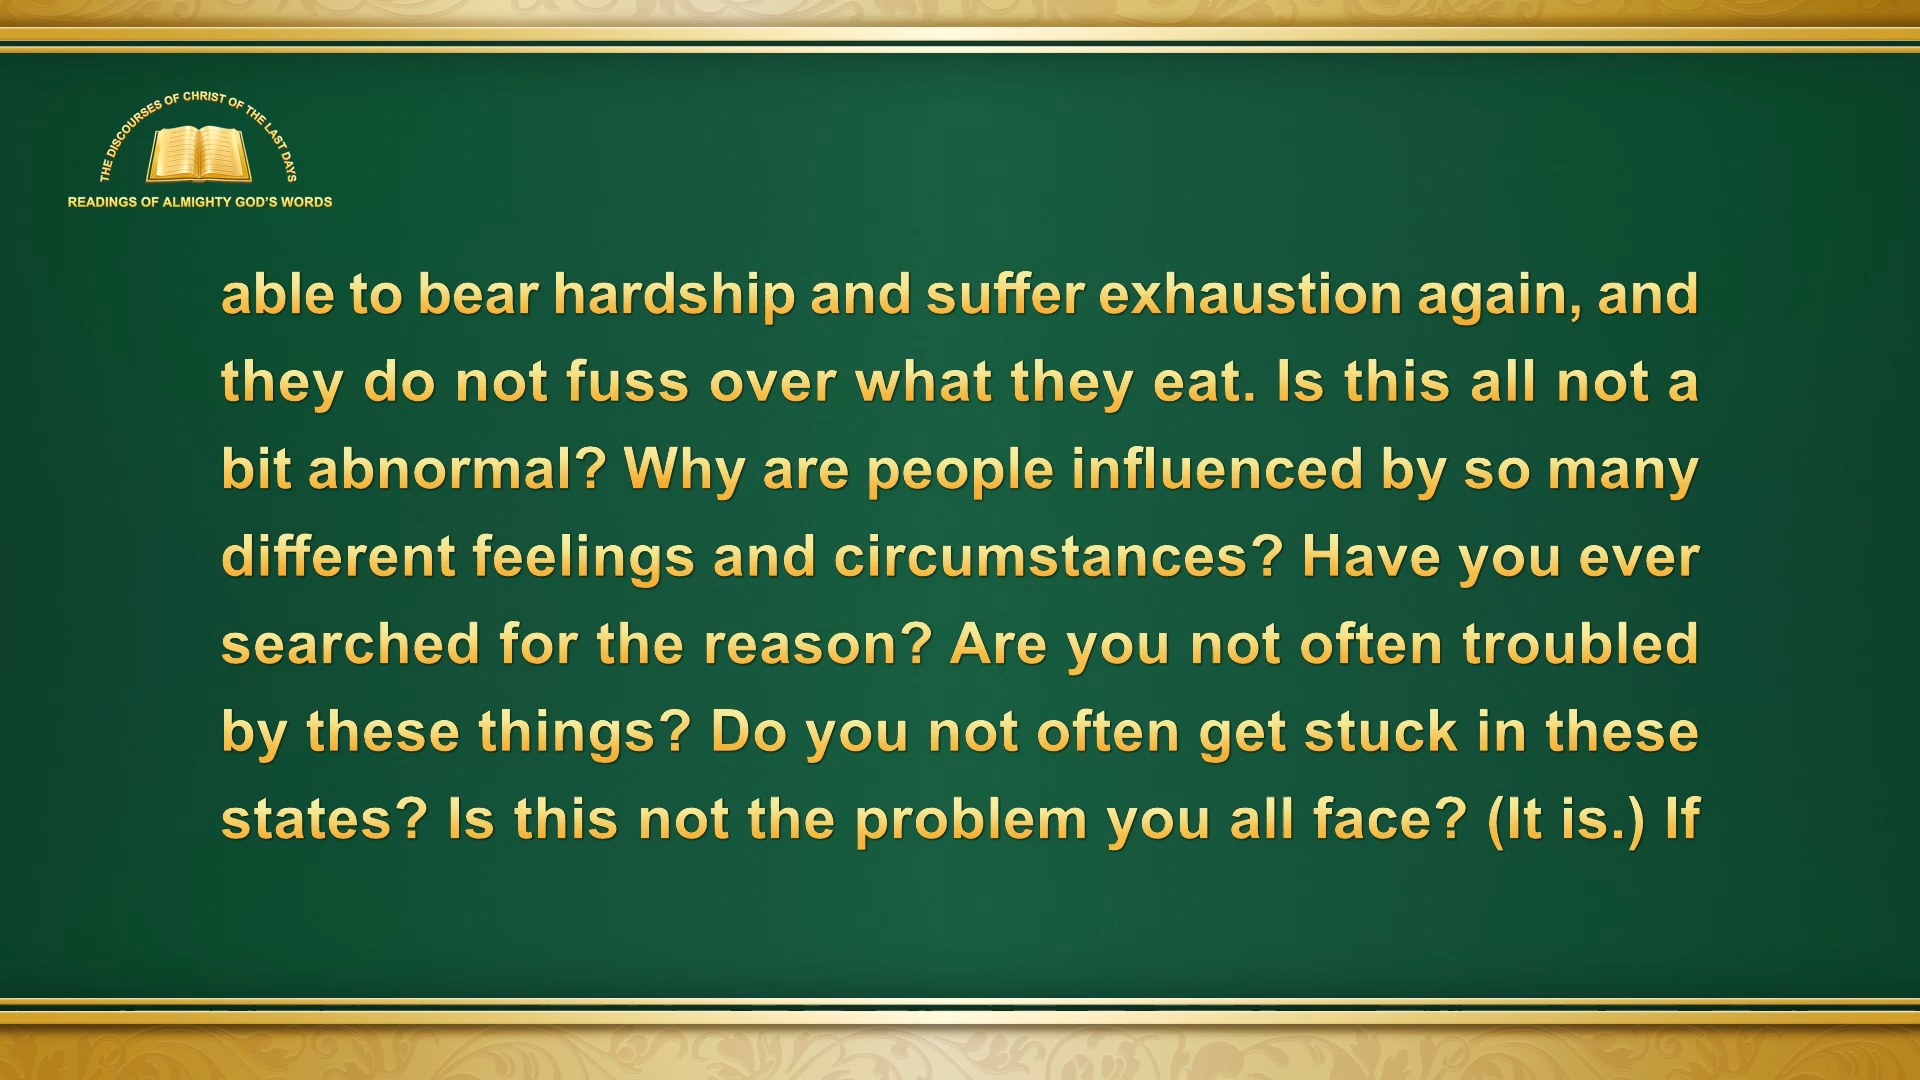 THE DISCOURSES OF CHRIST OF THE LAST DAYS
READINGS OF ALMIGHTY GOD'S WORDS
able to bear hardship and suffer exhaustion again, and
they do not fuss over what they eat. Is this all not a
bit abnormal? Why are people influenced by so many
different feelings and circumstances? Have you ever
searched for the reason? Are you not often troubled
by these things? Do you not often get stuck in these
states? Is this not the problem you all face? (It is.) If